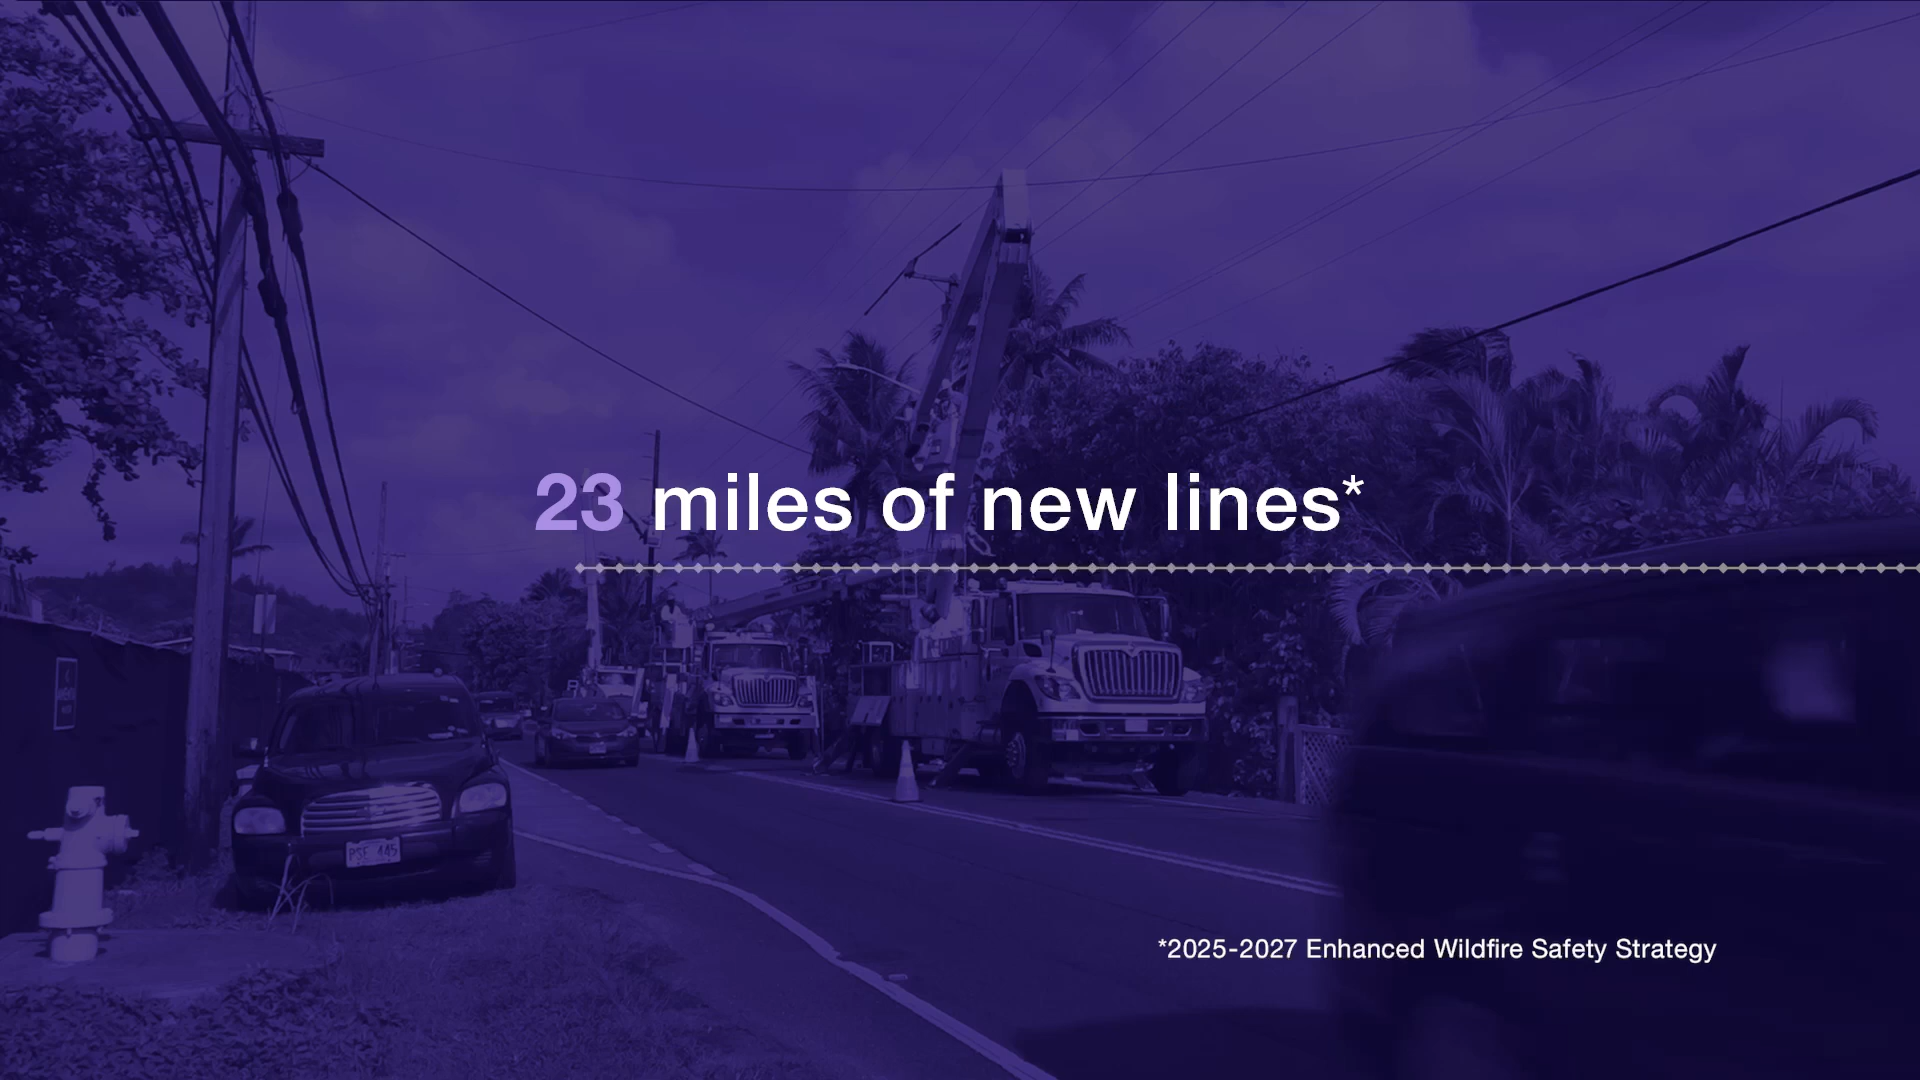 23 miles of new lines*
*2025-2027 Enhanced Wildfire Safety Strategy